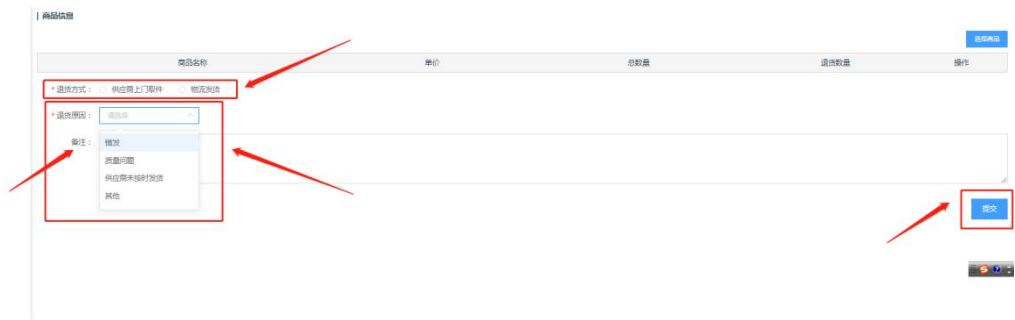 商品信息
选择商品
商品名称 单价 总数量 退货数量 操作
* 退货方式： 供应商上门取件 物流发货
* 退货原因： 请选择
备注： 错发
质量问题
供应商未按时发货
其他
提交